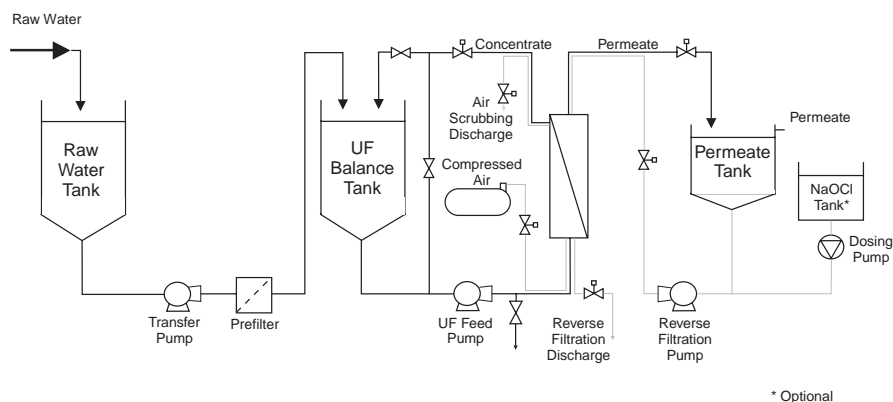 Raw Water
Concentrate
Permeate
Air
Scrubbing
Discharge
Compressed
Air
Raw
Water
Tank
UF
Balance
Tank
Permeate
Permeate
Tank
NaOCl
Tank*
Dosing
Pump
Transfer
Pump
Prefilter
UF Feed
Pump
Reverse
Filtration
Discharge
Reverse
Filtration
Pump
* Optional